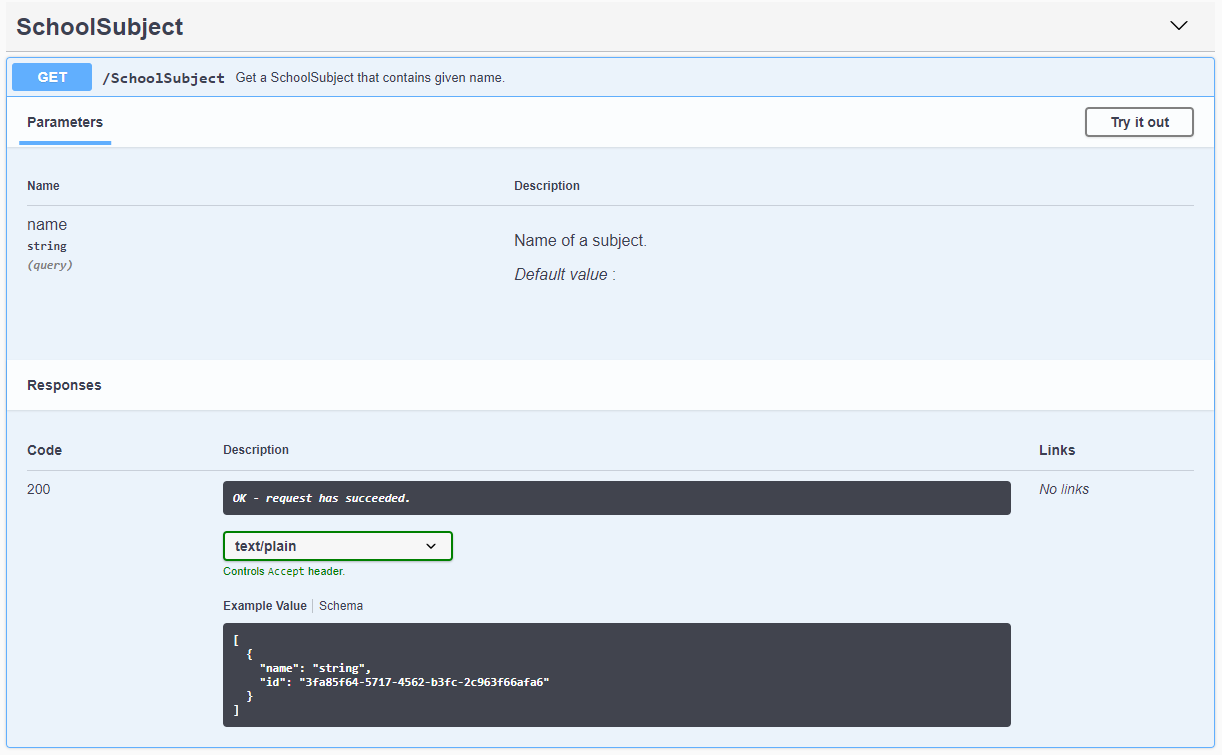 SchoolSubject
GET /SchoolSubject Get a SchoolSubject that contains given name.
Parameters Try it out
Name Description
name
string
(query)
Name of a subject.
Default value :
Responses
Code Description Links
200 OK - request has succeeded. No links
text/plain
Controls Accept header.
Example Value Schema
[
  {
    "name": "string",
    "id": "3fa85f64-5717-4562-b3fc-2c963f66afa6"
  }
]